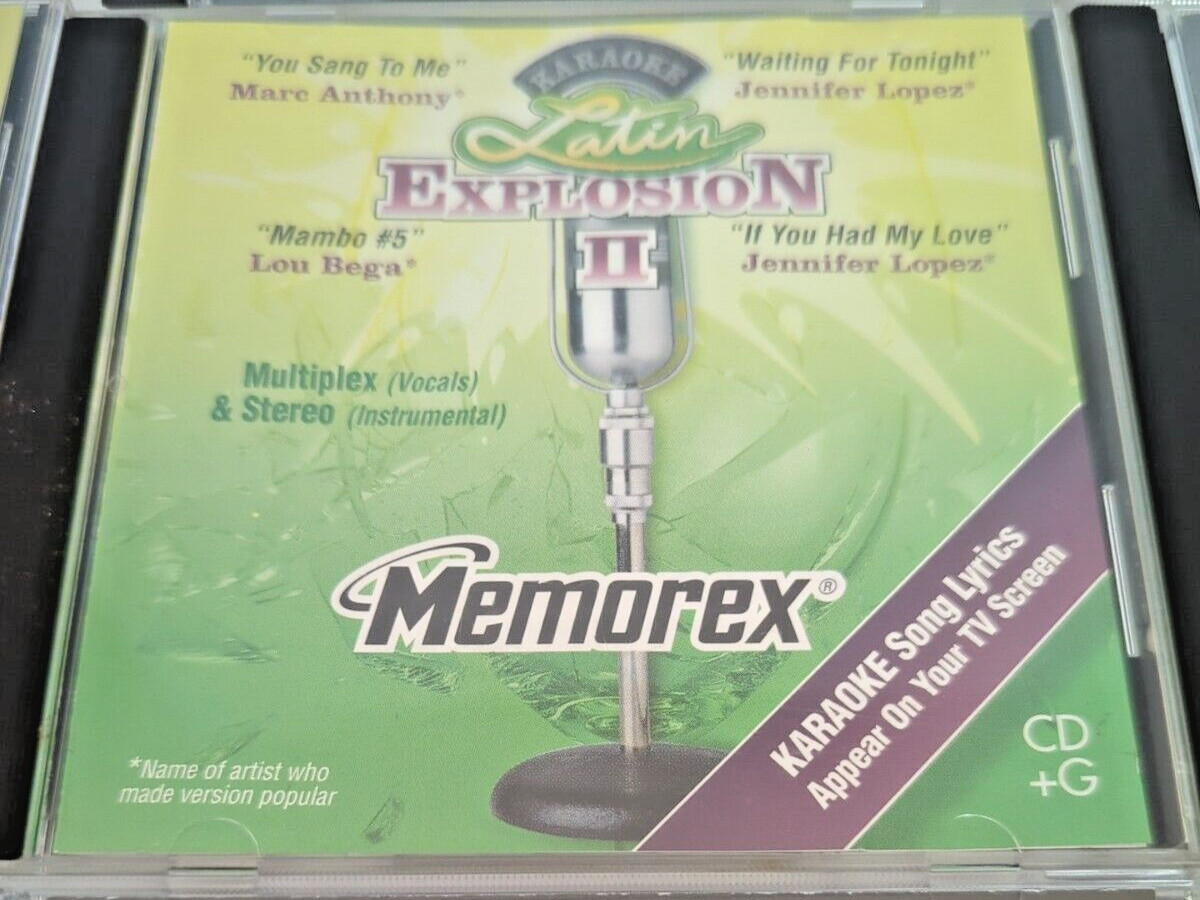 KARAOKE
Latin
EXPLOSION
II
"You Sang To Me"
Marc Anthony*
"Waiting For Tonight"
Jennifer Lopez*
"Mambo #5"
Lou Bega*
"If You Had My Love"
Jennifer Lopez*
Multiplex (Vocals)
& Stereo (Instrumental)
Memorex®
KARAOKE Song Lyrics
Appear On Your TV Screen
*Name of artist who
made version popular
CD
+G